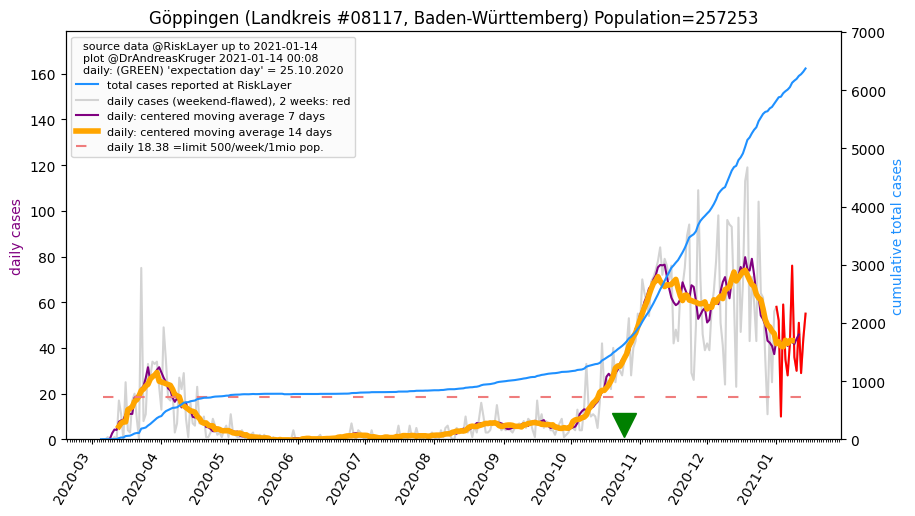 Göppingen (Landkreis #08117, Baden-Württemberg) Population=257253
source data @RiskLayer up to 2021-01-14
plot @DrAndreasKruger 2021-01-14 00:08
daily: (GREEN) 'expectation day' = 25.10.2020
total cases reported at RiskLayer
daily cases (weekend-flawed), 2 weeks: red
daily: centered moving average 7 days
daily: centered moving average 14 days
daily 18.38 =limit 500/week/1mio pop.
daily cases
160
140
120
100
80
60
40
20
0
7000
6000
5000
4000
3000
2000
1000
0
cumulative total cases
2020-03
2020-04
2020-05
2020-06
2020-07
2020-08
2020-09
2020-10
2020-11
2020-12
2021-01